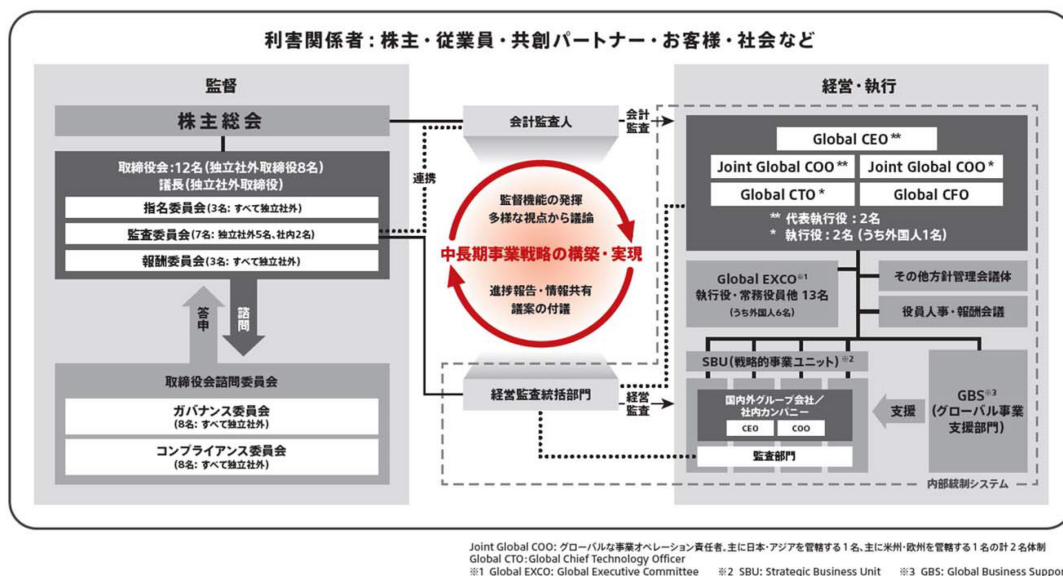 利害関係者：株主・従業員・共創パートナー・お客様・社会など
監督
株主総会
取締役会：12名（独立社外取締役8名）
議長（独立社外取締役）
指名委員会（3名：すべて独立社外）
監査委員会（7名：独立社外5名、社内2名）
報酬委員会（3名：すべて独立社外）
答申
諮問
取締役会諮問委員会
ガバナンス委員会
（8名：すべて独立社外）
コンプライアンス委員会
（8名：すべて独立社外）
会計監査人
会計
監査
連携
監督機能の発揮
多様な視点から議論
中長期事業戦略の構築・実現
進捗報告・情報共有
議案の付議
経営監査統括部門
経営
監査
経営・執行
Global CEO **
Joint Global COO **
Joint Global COO *
Global CTO *
Global CFO
** 代表執行役：2名
* 執行役：2名（うち外国人1名）
Global EXCO※1
執行役・常務役員他 13名
（うち外国人6名）
その他方針管理会議体
役員人事・報酬会議
SBU（戦略的事業ユニット）※2
国内外グループ会社／
社内カンパニー
CEO
COO
監査部門
支援
GBS※3
（グローバル事業
支援部門）
内部統制システム
Joint Global COO: グローバルな事業オペレーション責任者。主に日本・アジアを管轄する1名、主に米州・欧州を管轄する1名の計2名体制
Global CTO: Global Chief Technology Officer
※1 Global EXCO: Global Executive Committee ※2 SBU: Strategic Business Unit ※3 GBS: Global Business Support